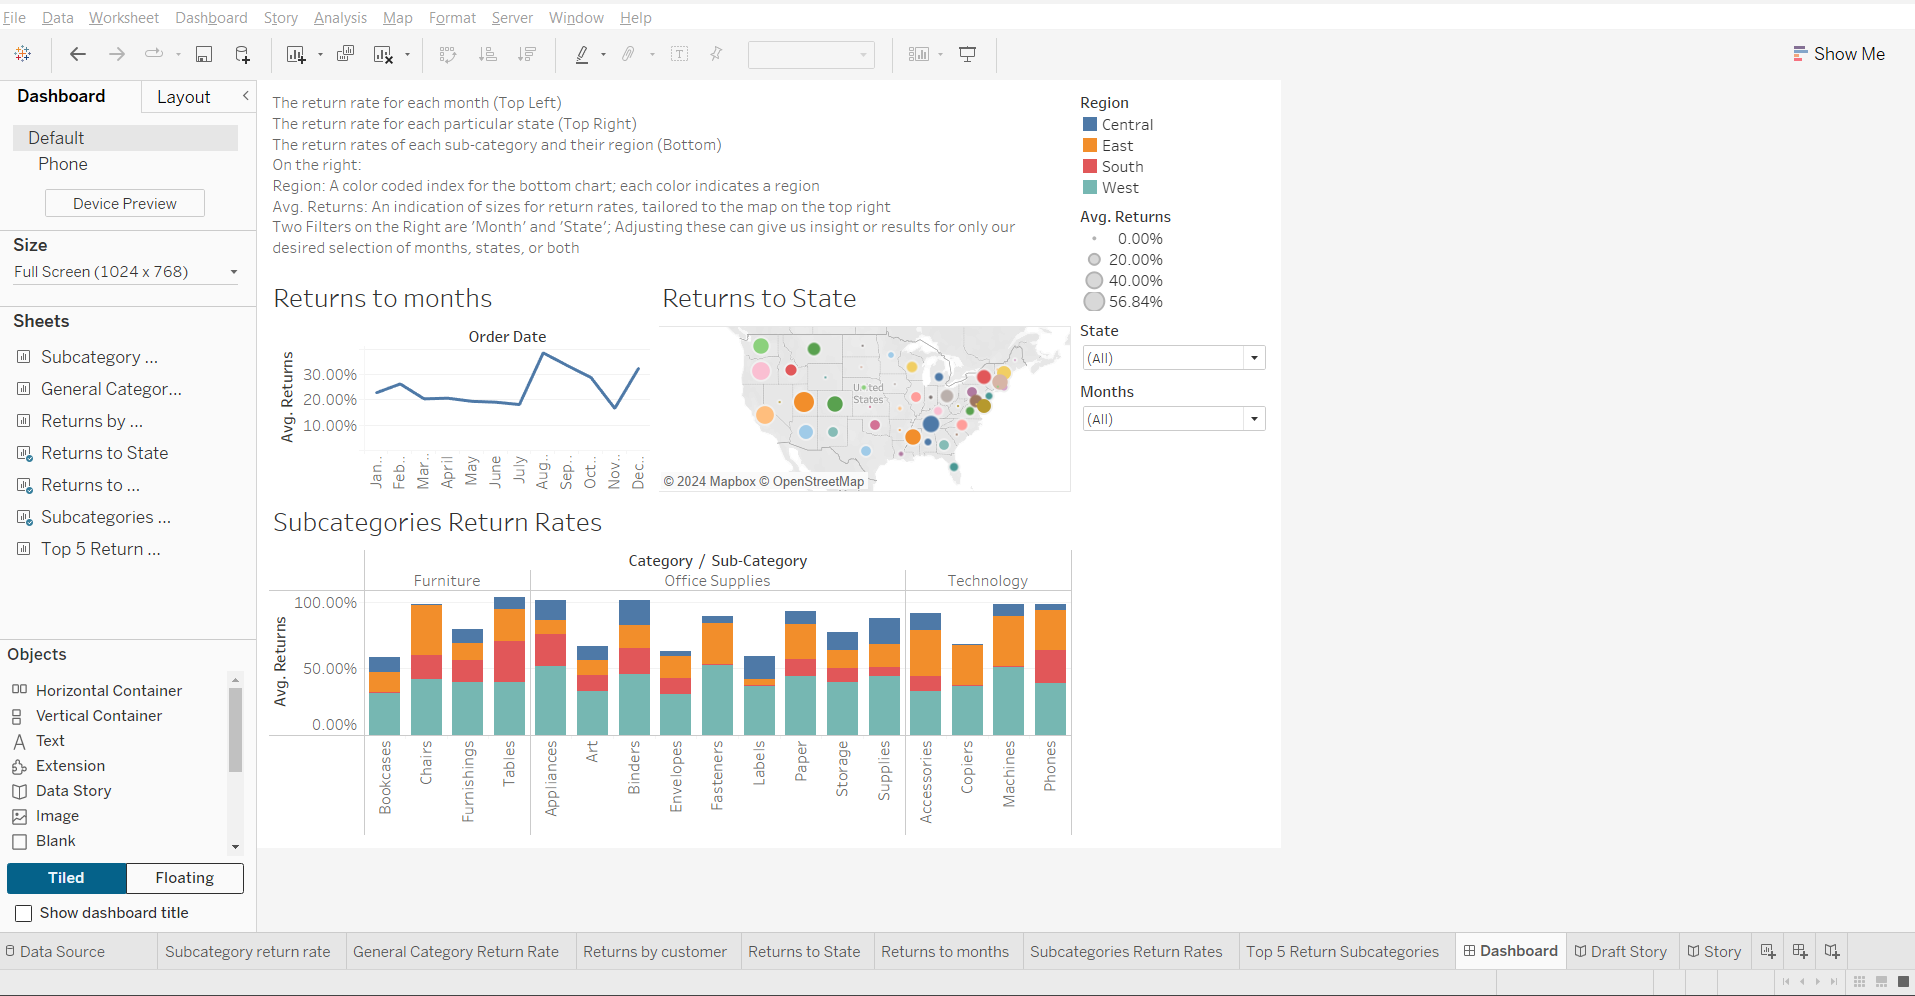 File Data Worksheet Dashboard Story Analysis Map Format Server Window Help
Show Me
Dashboard Layout
Default
Phone
Device Preview
Size
Full Screen (1024 x 768)
Sheets
Subcategory ...
General Categor...
Returns by ...
Returns to State
Returns to ...
Subcategories ...
Top 5 Return ...
Objects
Horizontal Container
Vertical Container
Text
Extension
Data Story
Image
Blank
Tiled Floating
Show dashboard title
The return rate for each month (Top Left)
The return rate for each particular state (Top Right)
The return rates of each sub-category and their region (Bottom)
On the right:
Region: A color coded index for the bottom chart; each color indicates a region
Avg. Returns: An indication of sizes for return rates, tailored to the map on the top right
Two Filters on the Right are 'Month' and 'State'; Adjusting these can give us insight or results for only our
desired selection of months, states, or both
Returns to months
Order Date
Avg. Returns
30.00%
20.00%
10.00%
Jan.. Feb.. Mar.. April May June July Aug.. Sep.. Oct.. Nov.. Dec..
Returns to State
United
States
© 2024 Mapbox © OpenStreetMap
Subcategories Return Rates
Category / Sub-Category
Furniture Office Supplies Technology
Avg. Returns
100.00%
50.00%
0.00%
Bookcases Chairs Furnishings Tables Appliances Art Binders Envelopes Fasteners Labels Paper Storage Supplies Accessories Copiers Machines Phones
Region
Central
East
South
West
Avg. Returns
0.00%
20.00%
40.00%
56.84%
State
(All)
Months
(All)
Data Source Subcategory return rate General Category Return Rate Returns by customer Returns to State Returns to months Subcategories Return Rates Top 5 Return Subcategories Dashboard Draft Story Story